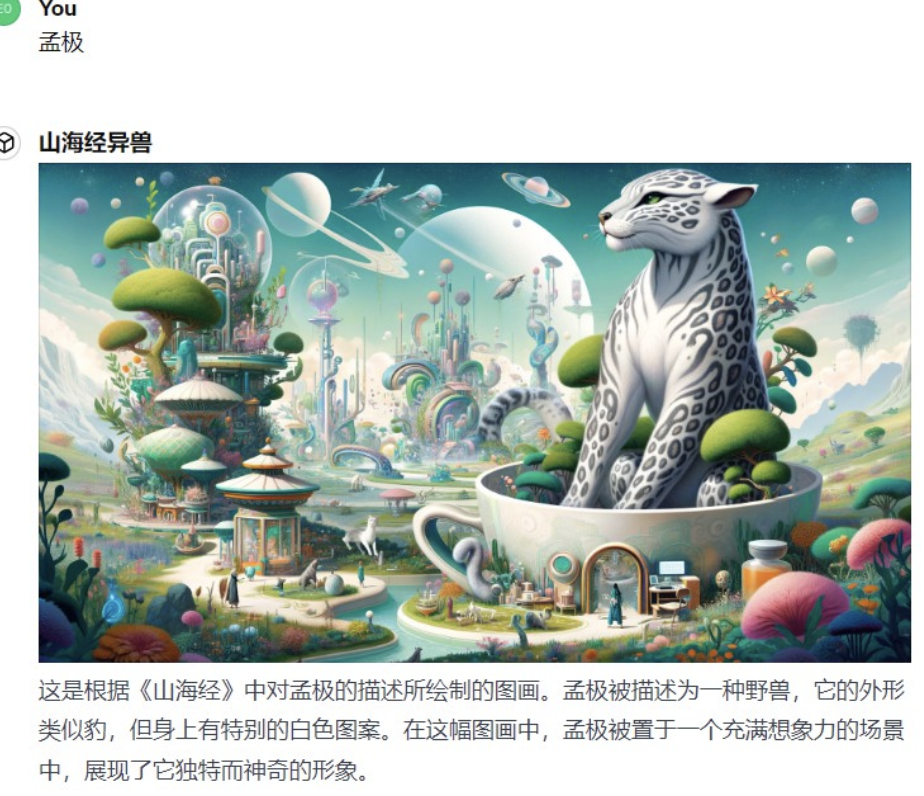 You
孟极
山海经异兽
这是根据《山海经》中对孟极的描述所绘制的图画。孟极被描述为一种野兽，它的外形
类似豹，但身上有特别的白色图案。在这幅图画中，孟极被置于一个充满想象力的场景
中，展现了它独特而神奇的形象。